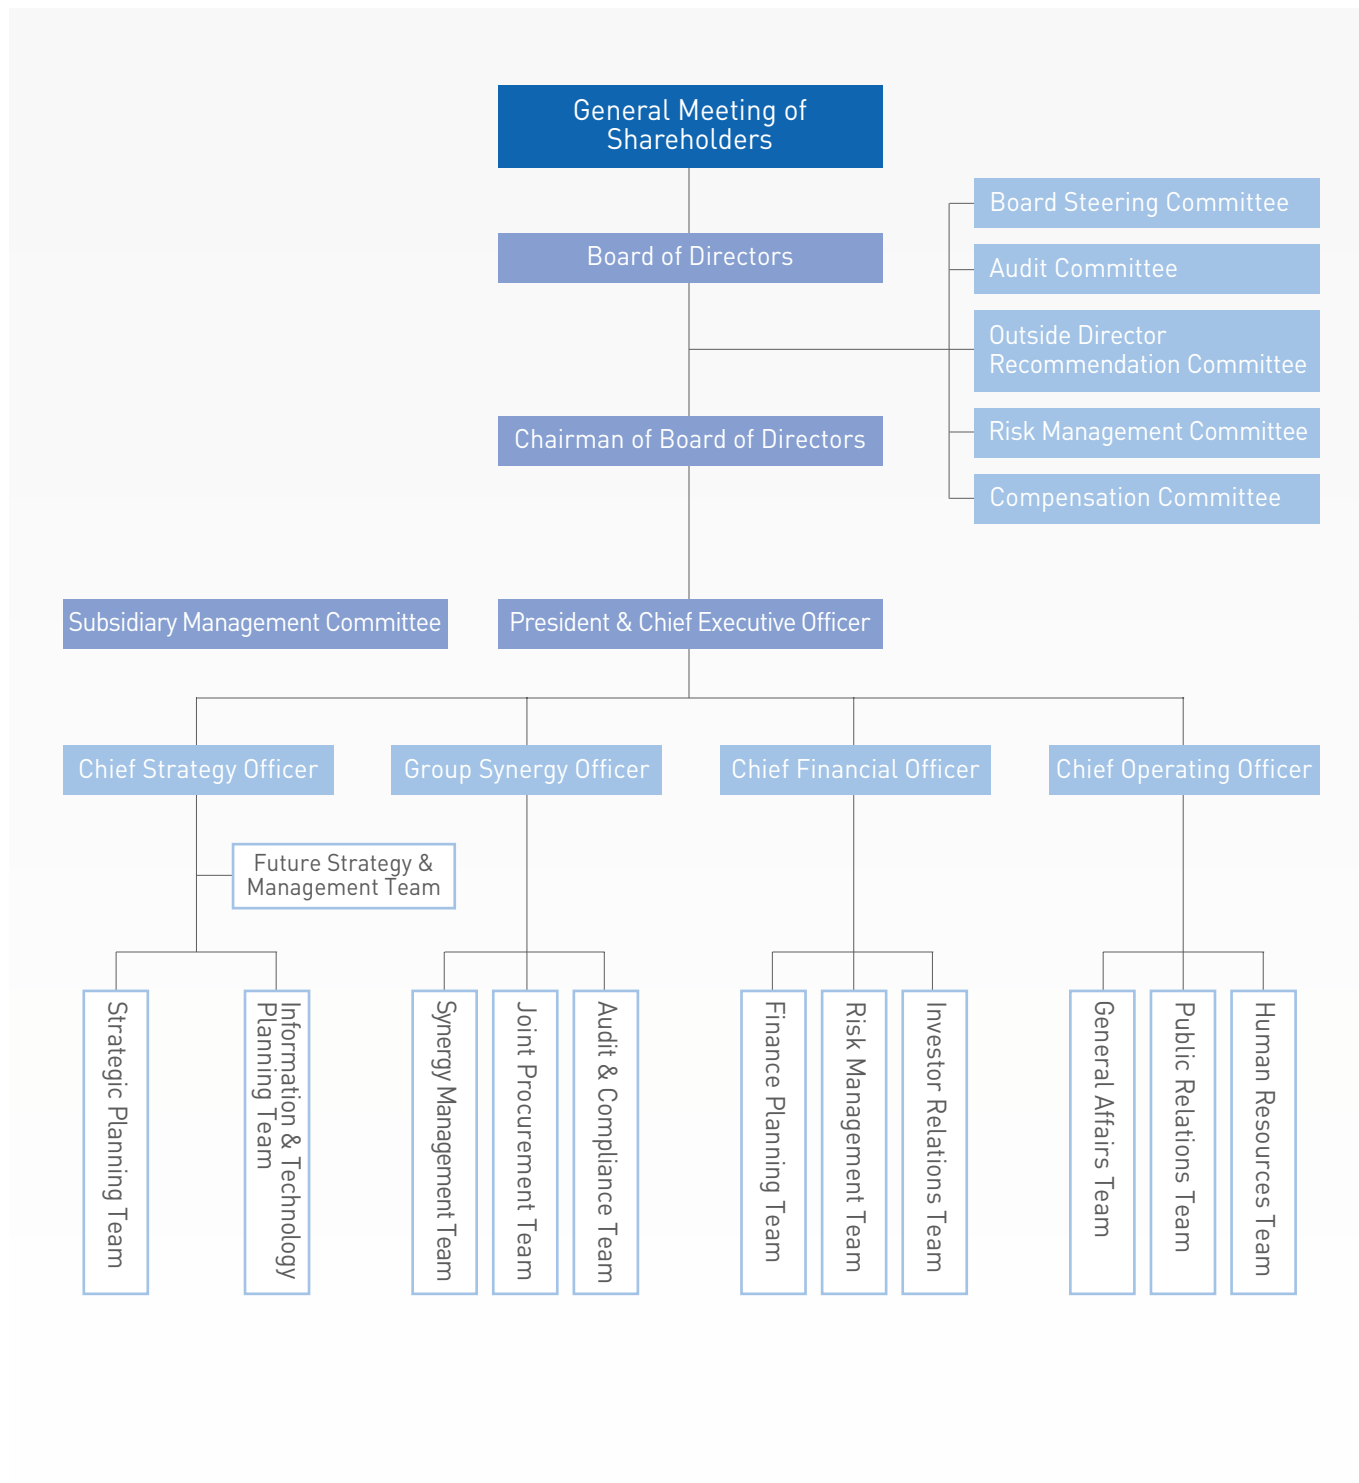 General Meeting of
Shareholders
Board of Directors
Board Steering Committee
Audit Committee
Outside Director
Recommendation Committee
Risk Management Committee
Compensation Committee
Chairman of Board of Directors
Subsidiary Management Committee
President & Chief Executive Officer
Chief Strategy Officer
Group Synergy Officer
Chief Financial Officer
Chief Operating Officer
Future Strategy &
Management Team
Strategic Planning Team
Information & Technology
Planning Team
Synergy Management Team
Joint Procurement Team
Audit & Compliance Team
Finance Planning Team
Risk Management Team
Investor Relations Team
General Affairs Team
Public Relations Team
Human Resources Team